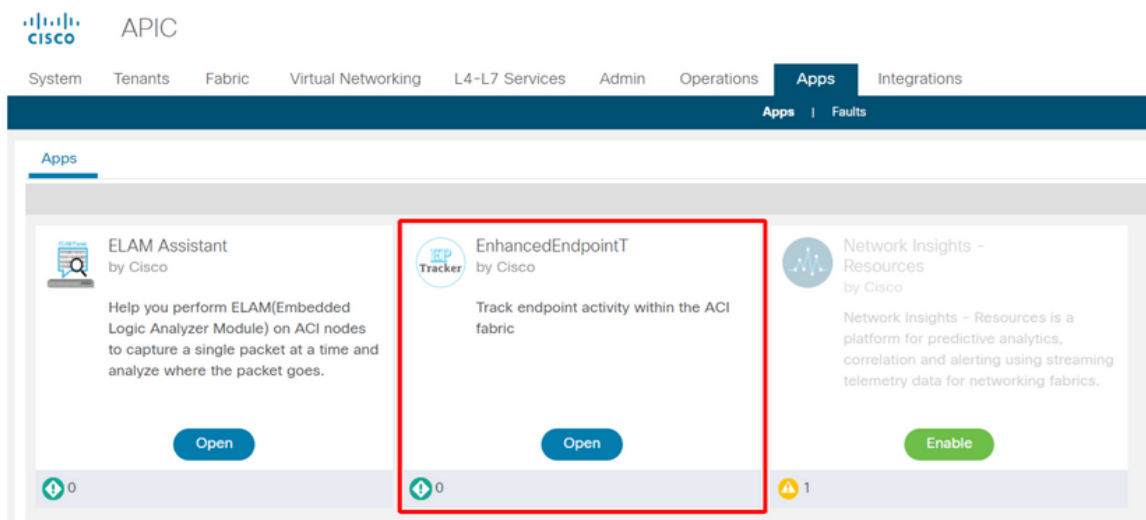 CISCO
APIC
System Tenants Fabric Virtual Networking L4-L7 Services Admin Operations Apps Integrations
Apps | Faults
Apps
ELAM Assistant
by Cisco
Help you perform ELAM(Embedded
Logic Analyzer Module) on ACI nodes
to capture a single packet at a time and
analyze where the packet goes.
Open
0
EP
Tracker
EnhancedEndpointT
by Cisco
Track endpoint activity within the ACI
fabric
Open
0
Network Insights -
Resources
by Cisco
Network Insights - Resources is a
platform for predictive analytics,
correlation and alerting using streaming
telemetry data for networking fabrics.
Enable
1